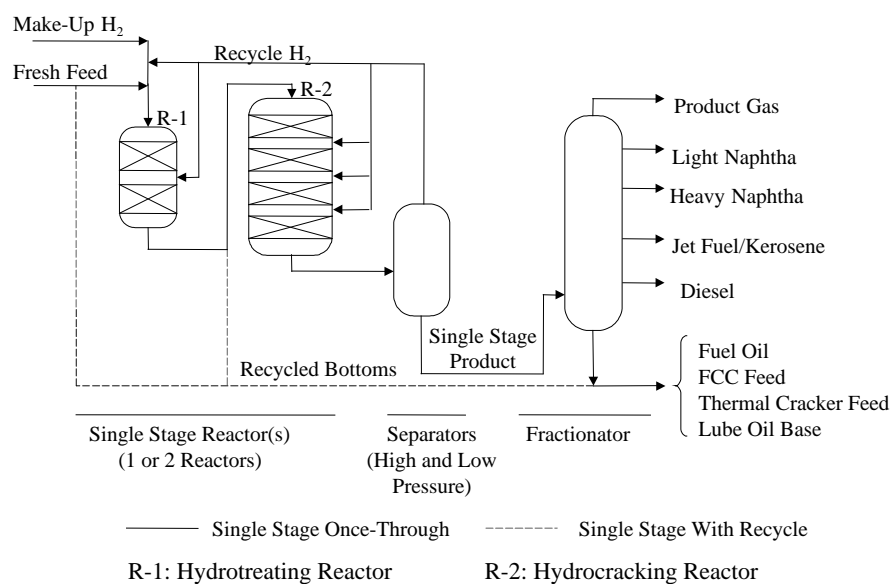 Make-Up H₂
Recycle H₂
Fresh Feed
R-1
R-2
Product Gas
Light Naphtha
Heavy Naphtha
Jet Fuel/Kerosene
Diesel
Single Stage
Product
Recycled Bottoms
Fuel Oil
FCC Feed
Thermal Cracker Feed
Lube Oil Base
Single Stage Reactor(s)
(1 or 2 Reactors)
Separators
(High and Low
Pressure)
Fractionator
Single Stage Once-Through
Single Stage With Recycle
R-1: Hydrotreating Reactor
R-2: Hydrocracking Reactor